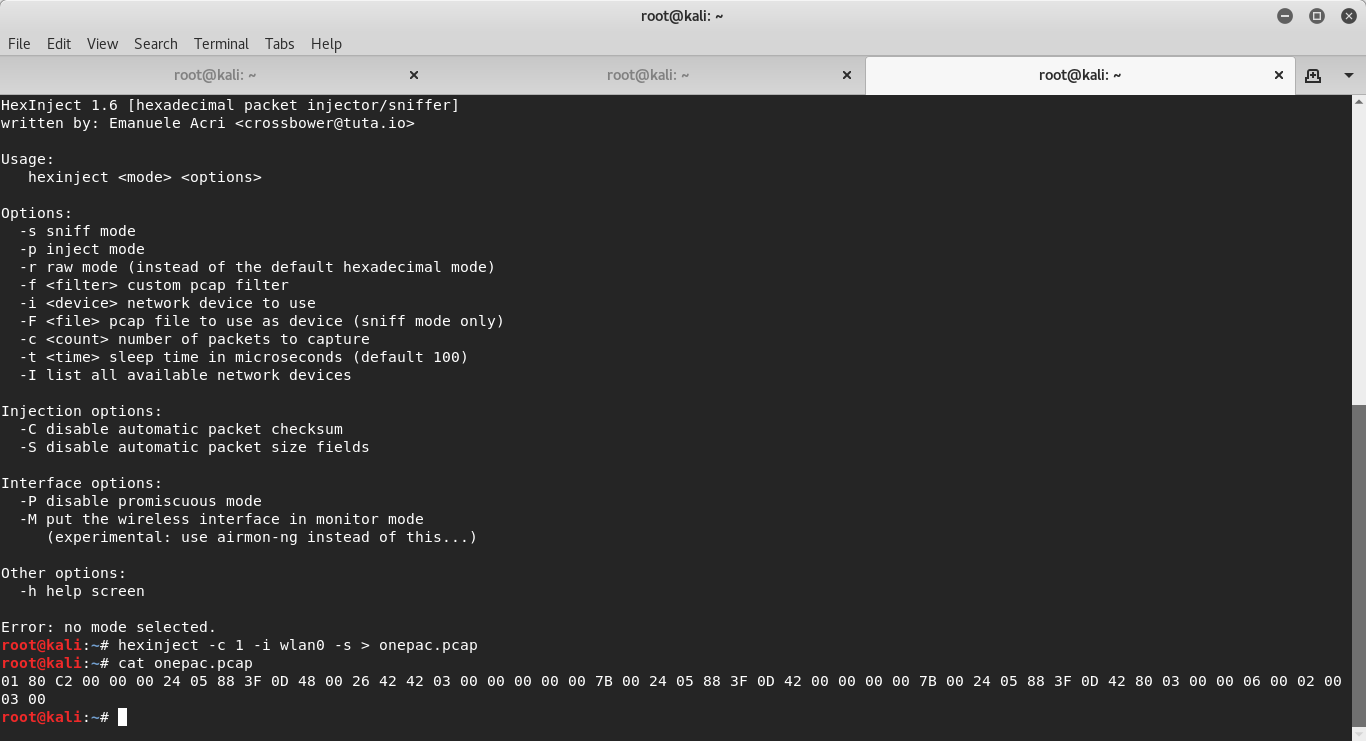 root@kali: ~
File Edit View Search Terminal Tabs Help
root@kali: ~ root@kali: ~ root@kali: ~
HexInject 1.6 [hexadecimal packet injector/sniffer]
written by: Emanuele Acri <crossbower@tuta.io>
Usage:
hexinject <mode> <options>
Options:
-s sniff mode
-p inject mode
-r raw mode (instead of the default hexadecimal mode)
-f <filter> custom pcap filter
-i <device> network device to use
-F <file> pcap file to use as device (sniff mode only)
-c <count> number of packets to capture
-t <time> sleep time in microseconds (default 100)
-I list all available network devices
Injection options:
-C disable automatic packet checksum
-S disable automatic packet size fields
Interface options:
-P disable promiscuous mode
-M put the wireless interface in monitor mode
(experimental: use airmon-ng instead of this...)
Other options:
-h help screen
Error: no mode selected.
root@kali:~# hexinject -c 1 -i wlan0 -s > onepac.pcap
root@kali:~# cat onepac.pcap
01 80 C2 00 00 00 24 05 88 3F 0D 48 00 26 42 42 03 00 00 00 00 00 7B 00 24 05 88 3F 0D 42 00 00 00 00 7B 00 24 05 88 3F 0D 42 80 03 00 00 06 00 02 00
03 00
root@kali:~#